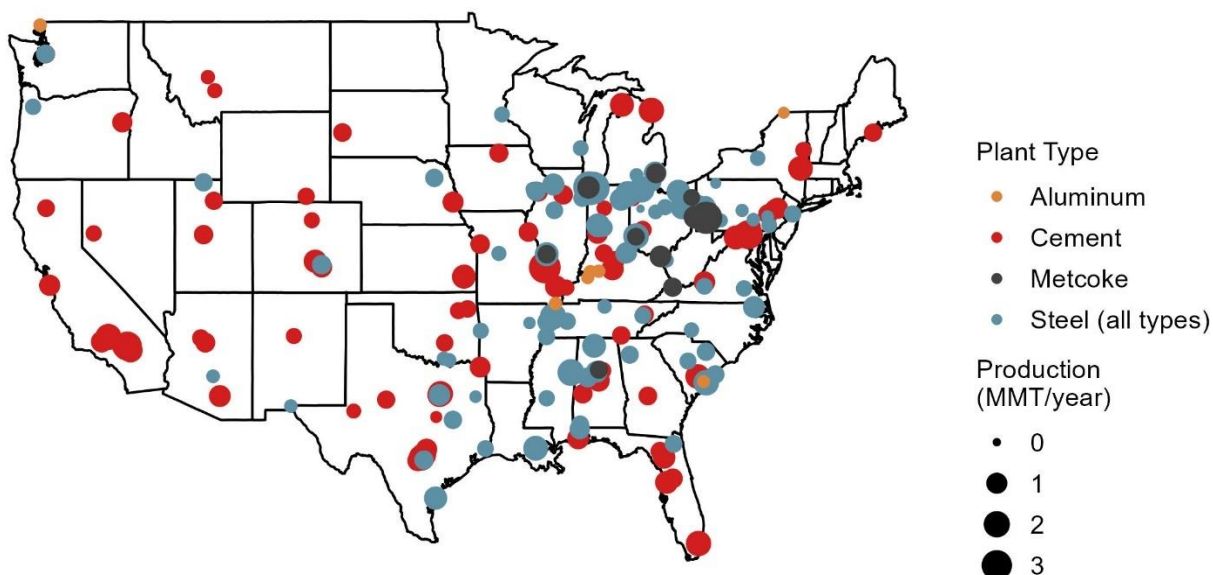 Plant Type
Aluminum
Cement
Metcoke
Steel (all types)
Production
(MMT/year)
0
1
2
3